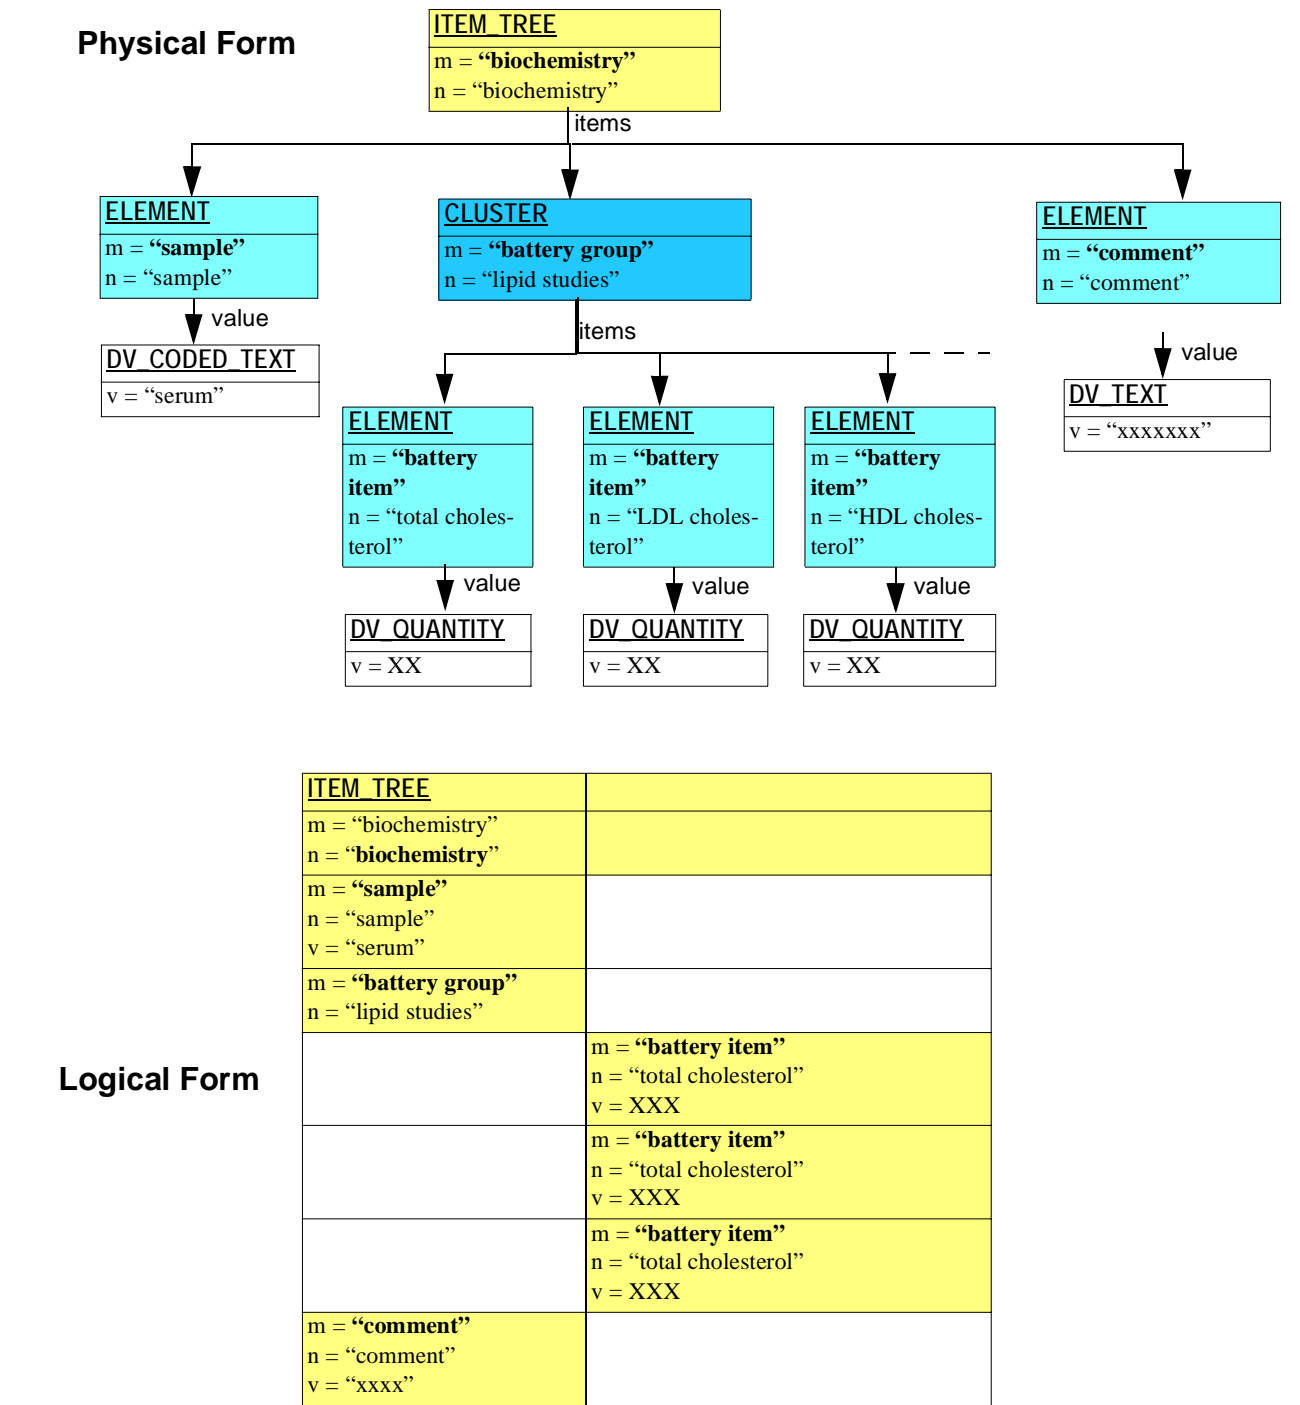 Physical Form
ITEM_TREE
m = “biochemistry”
n = “biochemistry”
items
ELEMENT
m = “sample”
n = “sample”
value
DV_CODED_TEXT
v = “serum”
CLUSTER
m = “battery group”
n = “lipid studies”
items
ELEMENT
m = “comment”
n = “comment”
value
DV_TEXT
v = “xxxxxxx”
ELEMENT
m = “battery
item”
n = “total choles-
terol”
value
DV_QUANTITY
v = XX
ELEMENT
m = “battery
item”
n = “LDL choles-
terol”
value
DV_QUANTITY
v = XX
ELEMENT
m = “battery
item”
n = “HDL choles-
terol”
value
DV_QUANTITY
v = XX
Logical Form
ITEM_TREE
m = “biochemistry”
n = “biochemistry”
m = “sample”
n = “sample”
v = “serum”
m = “battery group”
n = “lipid studies”
m = “battery item”
n = “total cholesterol”
v = XXX
m = “battery item”
n = “total cholesterol”
v = XXX
m = “battery item”
n = “total cholesterol”
v = XXX
m = “comment”
n = “comment”
v = “xxxx”